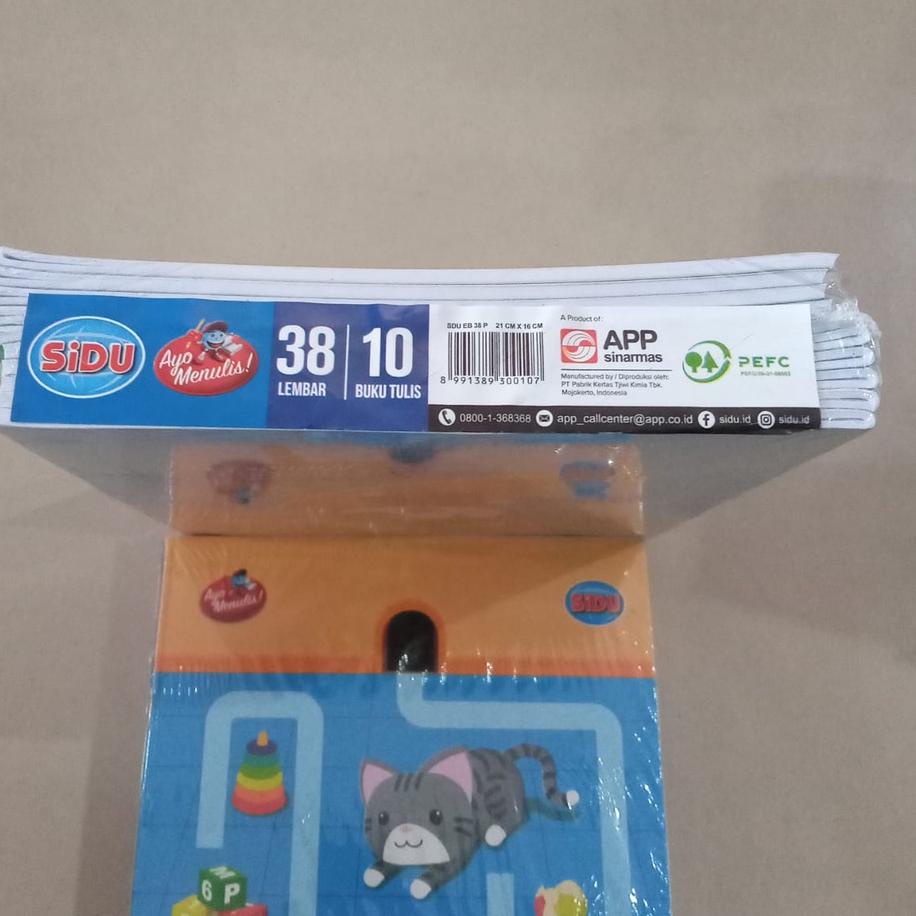 SiDU
Ayo Menulis!
38 LEMBAR
10 BUKU TULIS
SDU EB 38 P 21 CM X 16 CM
8 991389 300107
A Product of :
APP
sinarmas
Manufactured by / Diproduksi oleh:
PT Pabrik Kertas Tjiwi Kimia Tbk.
Mojokerto, Indonesia
PEFC
0800-1-368368 app_callcenter@app.co.id sidu.id_ sidu.id
Ayo Menulis!
SiDU
M
6 P